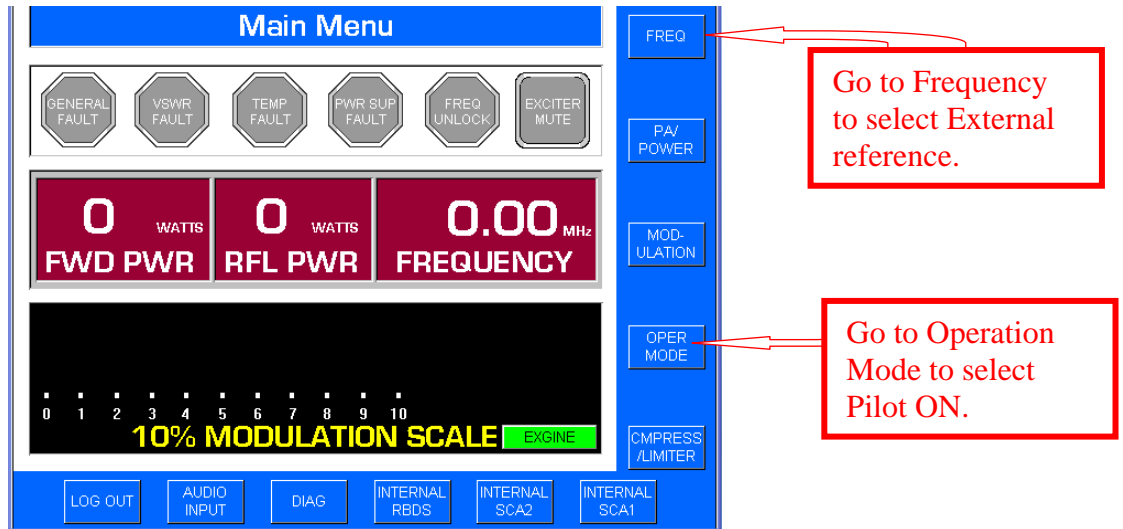 Main Menu
FREQ
Go to Frequency
to select External
reference.
GENERAL
FAULT
VSWR
FAULT
TEMP
FAULT
PWR SUP
FAULT
FREQ
UNLOCK
EXCITER
MUTE
PA/
POWER
0 WATTS
FWD PWR
0 WATTS
RFL PWR
0.00 MHz
FREQUENCY
MOD-
ULATION
OPER
MODE
Go to Operation
Mode to select
Pilot ON.
0 1 2 3 4 5 6 7 8 9 10
10% MODULATION SCALE
EXGINE
CMPRESS
/LIMITER
LOG OUT
AUDIO
INPUT
DIAG
INTERNAL
RBDS
INTERNAL
SCA2
INTERNAL
SCA1